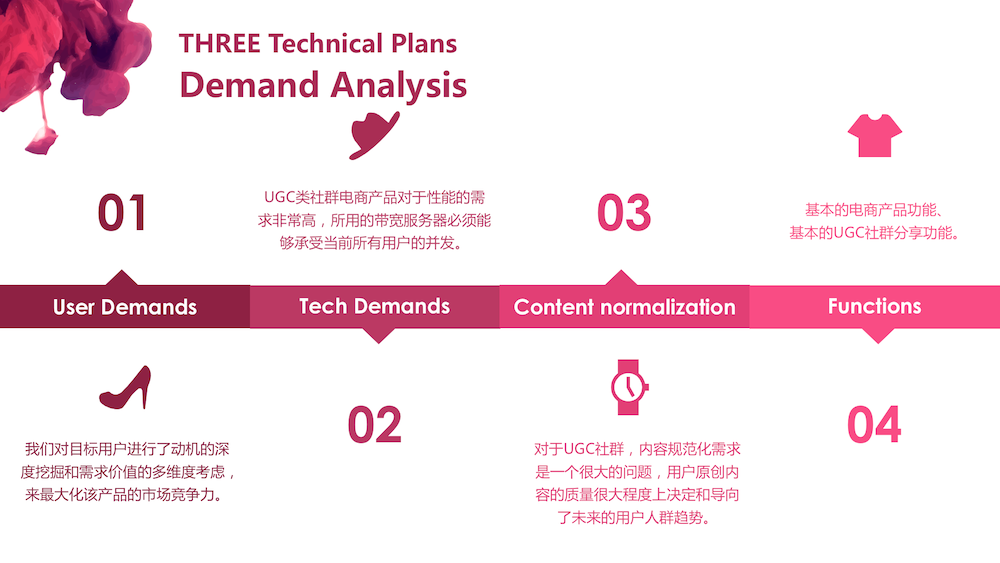 THREE Technical Plans
Demand Analysis
01
User Demands
我们对目标用户进行了动机的深
度挖掘和需求价值的多维度考虑，
来最大化该产品的市场竞争力。
UGC类社群电商产品对于性能的需
求非常高，所用的带宽服务器必须能
够承受当前所有用户的并发。
Tech Demands
02
03
Content normalization
对于UGC社群，内容规范化需求
是一个很大的问题，用户原创内
容的质量很大程度上决定和导向
了未来的用户人群趋势。
基本的电商产品功能、
基本的UGC社群分享功能。
Functions
04